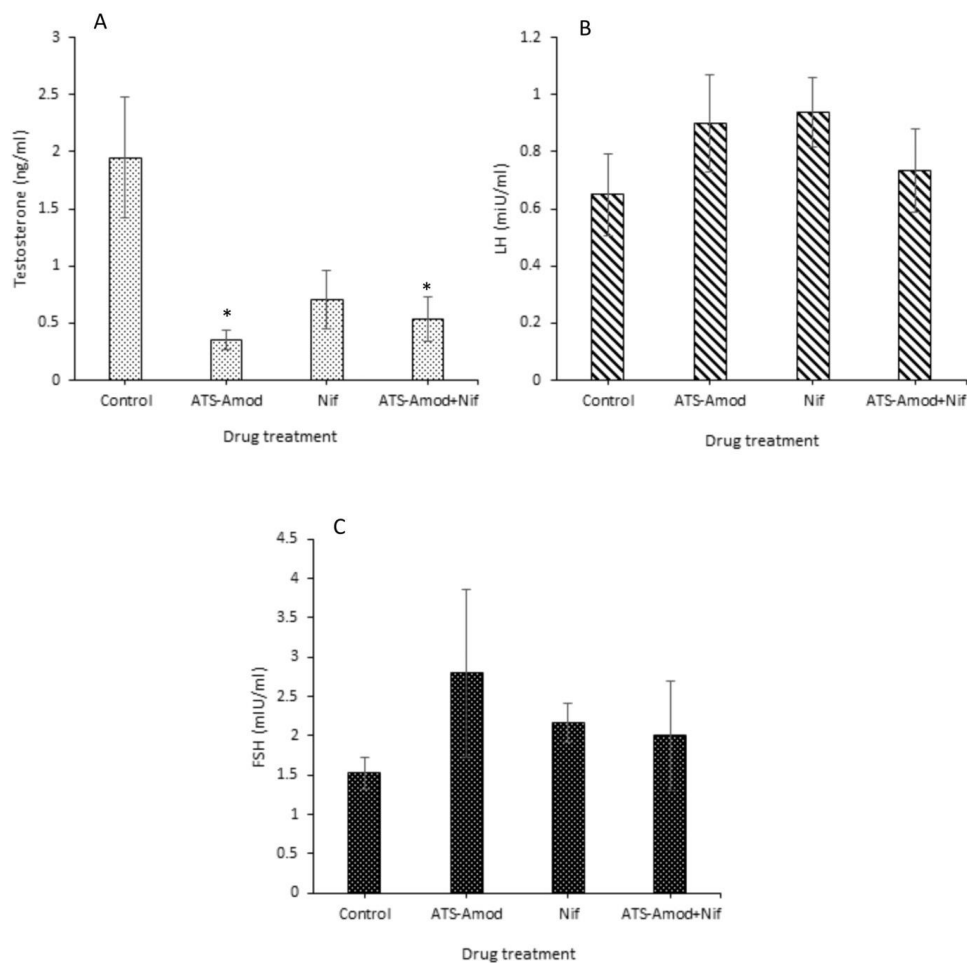 A
Testosterone (ng/ml)
3
2.5
2
1.5
1
0.5
0
*
*
Control ATS-Amod Nif ATS-Amod+Nif
Drug treatment
B
LH (miU/ml)
1.2
1
0.8
0.6
0.4
0.2
0
Control ATS-Amod Nif ATS-Amod+Nif
Drug treatment
C
FSH (mIU/ml)
4.5
4
3.5
3
2.5
2
1.5
1
0.5
0
Control ATS-Amod Nif ATS-Amod+Nif
Drug treatment